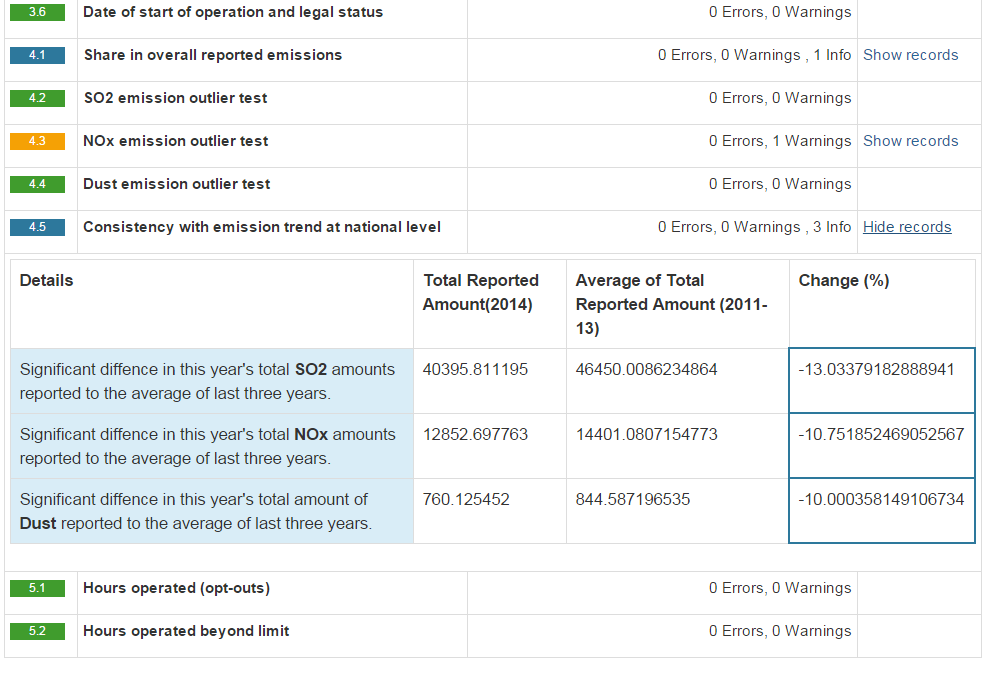 3.6 Date of start of operation and legal status 0 Errors, 0 Warnings
4.1 Share in overall reported emissions 0 Errors, 0 Warnings , 1 Info Show records
4.2 SO2 emission outlier test 0 Errors, 0 Warnings
4.3 NOx emission outlier test 0 Errors, 1 Warnings Show records
4.4 Dust emission outlier test 0 Errors, 0 Warnings
4.5 Consistency with emission trend at national level 0 Errors, 0 Warnings , 3 Info Hide records
Details Total Reported Average of Total Change (%)
Amount(2014) Reported Amount (2011-
13)
Significant diffence in this year's total SO2 amounts 40395.811195 46450.0086234864 -13.03379182888941
reported to the average of last three years.
Significant diffence in this year's total NOx amounts 12852.697763 14401.0807154773 -10.751852469052567
reported to the average of last three years.
Significant diffence in this year's total amount of 760.125452 844.587196535 -10.000358149106734
Dust reported to the average of last three years.
5.1 Hours operated (opt-outs) 0 Errors, 0 Warnings
5.2 Hours operated beyond limit 0 Errors, 0 Warnings